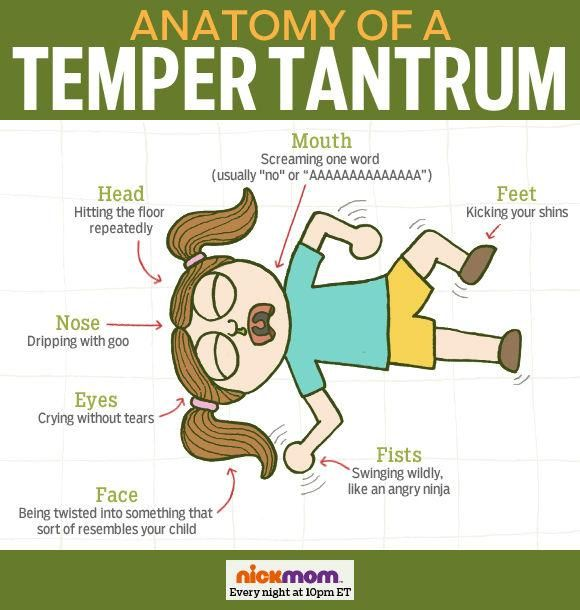 ANATOMY OF A
TEMPER TANTRUM
Mouth
Screaming one word
(usually "no" or “AAAAAAAAAAAAAA”)
Head
Hitting the floor
repeatedly
Feet
Kicking your shins
Nose
Dripping with goo
Eyes
Crying without tears
Fists
Swinging wildly,
like an angry ninja
Face
Being twisted into something that
sort of resembles your child
nickmom™
Every night at 10pm ET